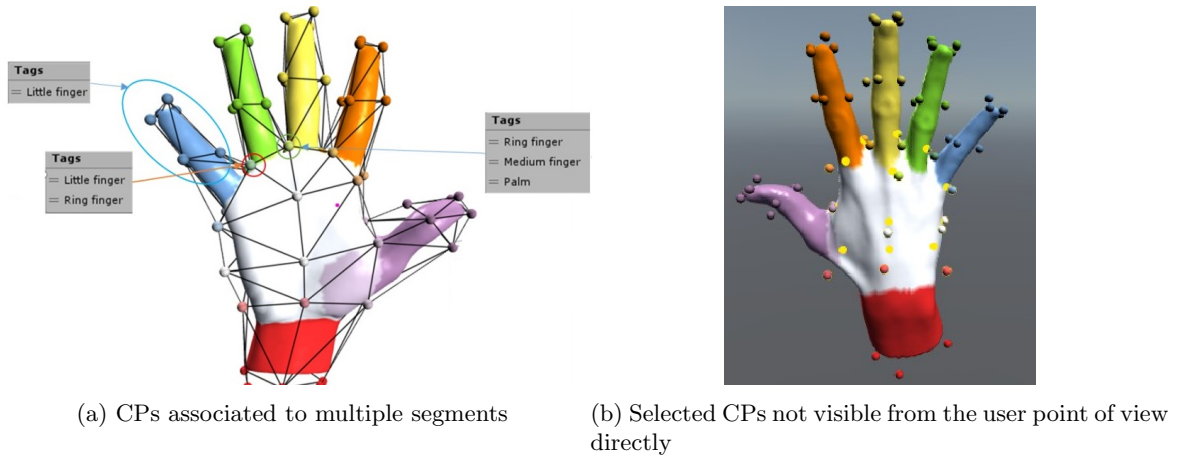 Tags
= Little finger
Tags
= Little finger
= Ring finger
Tags
= Ring finger
= Medium finger
= Palm
(a) CPs associated to multiple segments
(b) Selected CPs not visible from the user point of view
directly